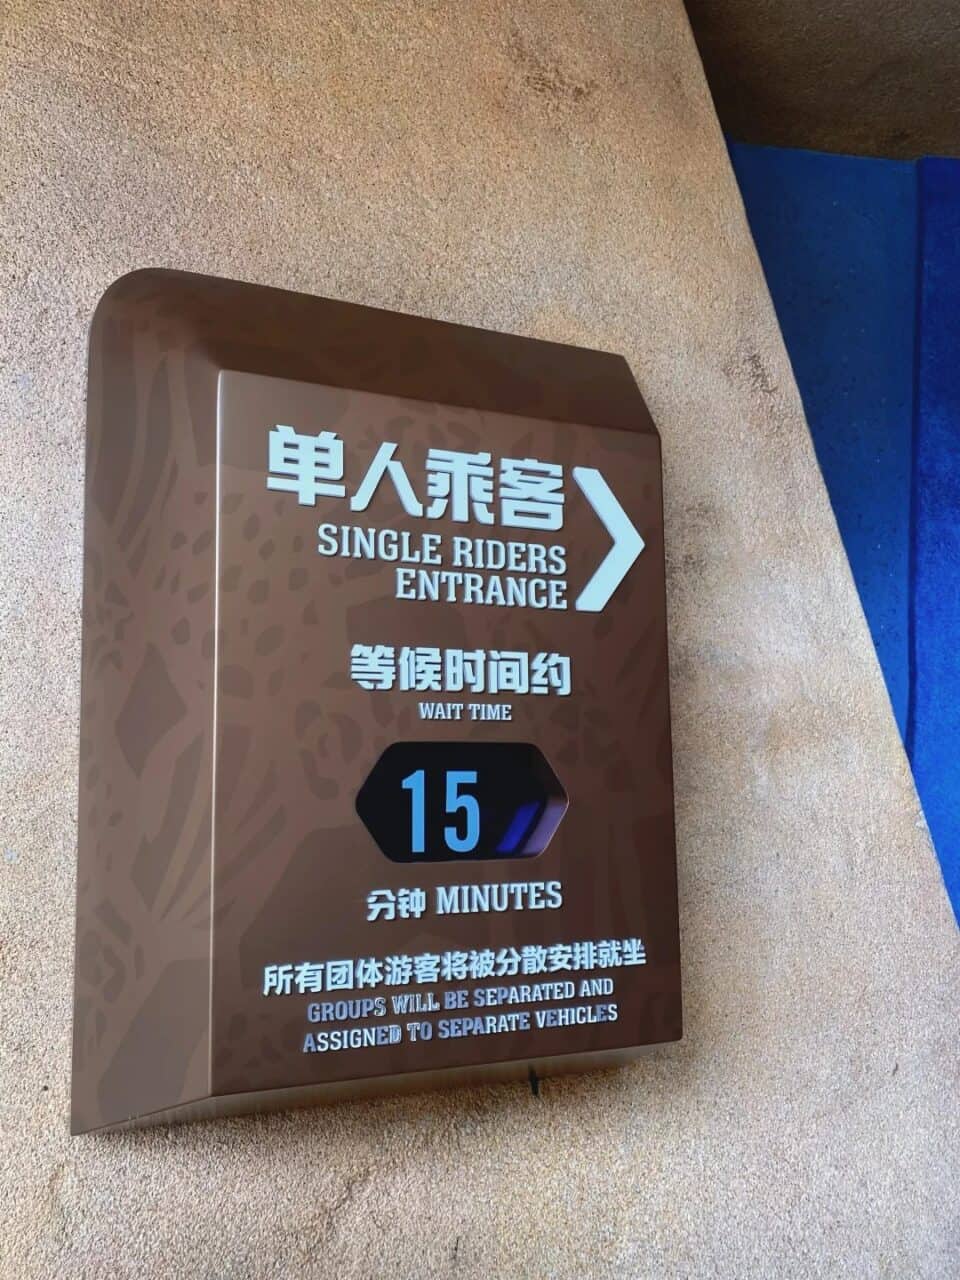 单人乘客
SINGLE RIDERS
ENTRANCE
等候时间约
WAIT TIME
15
分钟 MINUTES
所有团体游客将被分散安排就坐
GROUPS WILL BE SEPARATED AND
ASSIGNED TO SEPARATE VEHICLES